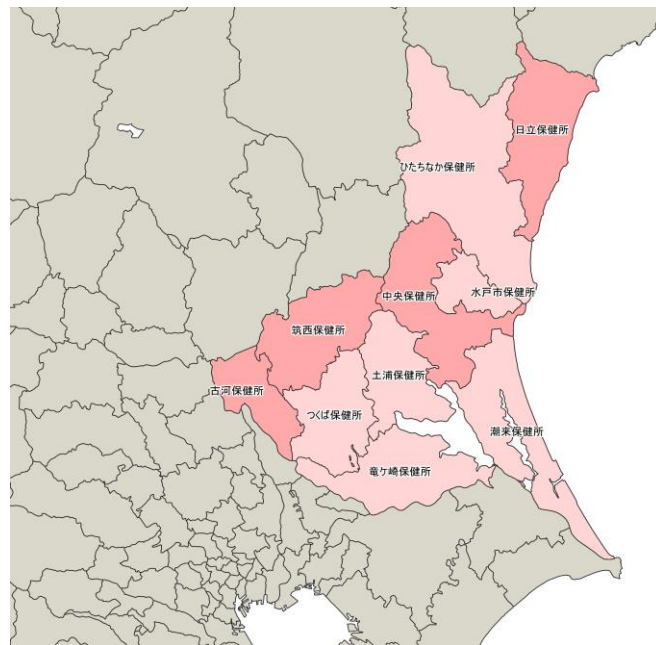 日立保健所
ひたちなか保健所
水戸市保健所
中央保健所
筑西保健所
土浦保健所
古河保健所
つくば保健所
潮来保健所
竜ケ崎保健所